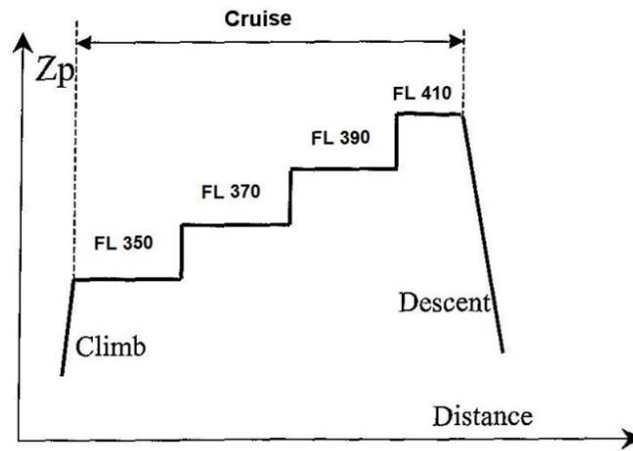 Cruise
Zp
FL 410
FL 390
FL 370
FL 350
Descent
Climb
Distance